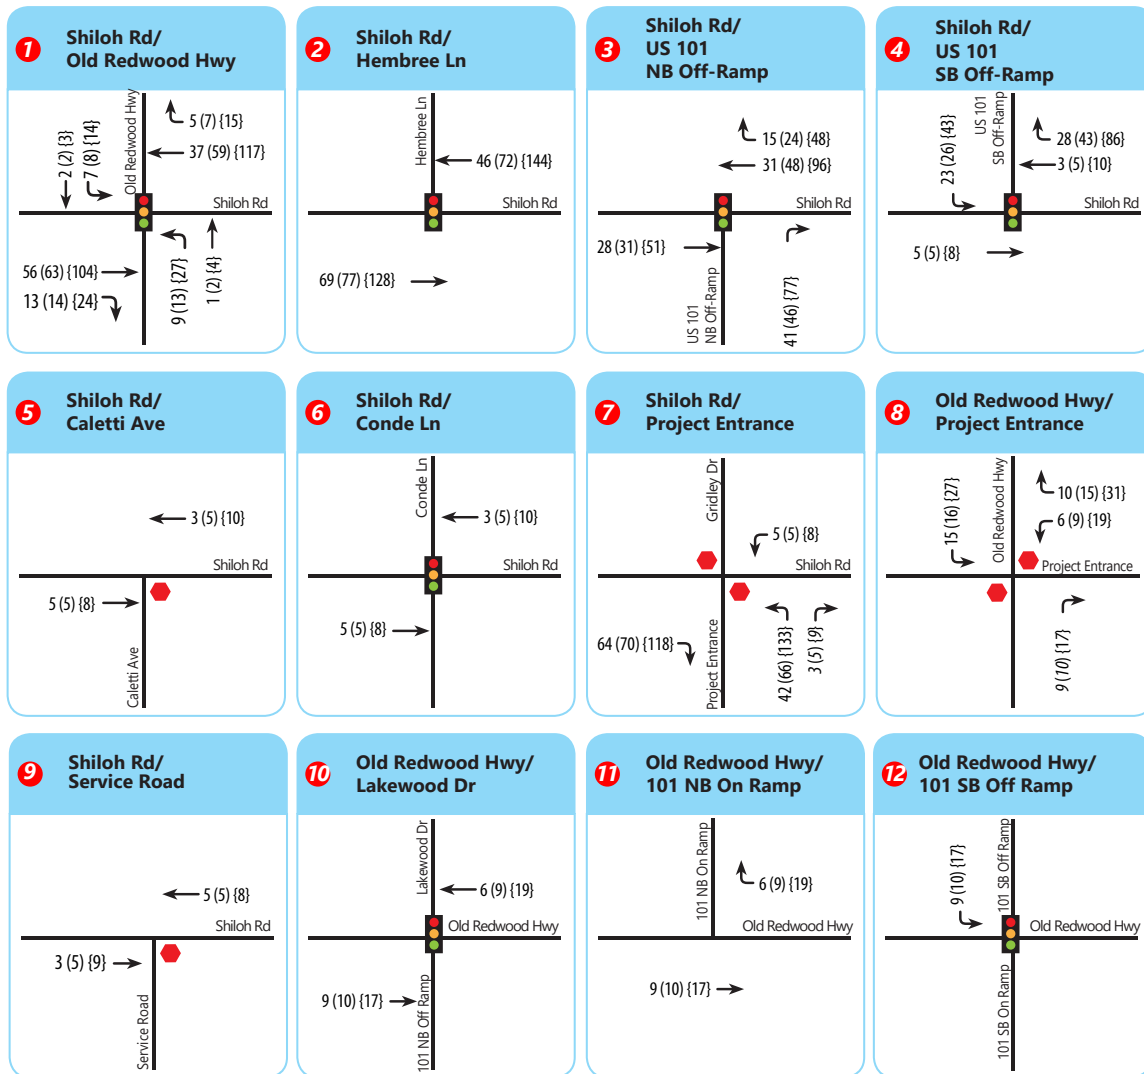 1
Shiloh Rd/
Old Redwood Hwy
2 (2) {3}
7 (8) {14}
Old Redwood Hwy
5 (7) {15}
37 (59) {117}
Shiloh Rd
56 (63) {104}
13 (14) {24}
9 (13) {27}
1 (2) {4}
2
Shiloh Rd/
Hembree Ln
Hembree Ln
46 (72) {144}
Shiloh Rd
69 (77) {128}
3
Shiloh Rd/
US 101
NB Off-Ramp
15 (24) {48}
31 (48) {96}
Shiloh Rd
28 (31) {51}
US 101
NB Off-Ramp
41 (46) {77}
4
Shiloh Rd/
US 101
SB Off-Ramp
23 (26) {43}
US 101
SB Off-Ramp
28 (43) {86}
3 (5) {10}
Shiloh Rd
5 (5) {8}
5
Shiloh Rd/
Caletti Ave
3 (5) {10}
Shiloh Rd
5 (5) {8}
Caletti Ave
6
Shiloh Rd/
Conde Ln
Conde Ln
3 (5) {10}
Shiloh Rd
5 (5) {8}
7
Shiloh Rd/
Project Entrance
Gridley Dr
5 (5) {8}
Shiloh Rd
64 (70) {118}
Project Entrance
42 (66) {133}
3 (5) {9}
8
Old Redwood Hwy/
Project Entrance
15 (16) {27}
Old Redwood Hwy
10 (15) {31}
6 (9) {19}
Project Entrance
9 (10) {17}
9
Shiloh Rd/
Service Road
5 (5) {8}
Shiloh Rd
3 (5) {9}
Service Road
10
Old Redwood Hwy/
Lakewood Dr
Lakewood Dr
6 (9) {19}
Old Redwood Hwy
9 (10) {17}
101 NB Off Ramp
11
Old Redwood Hwy/
101 NB On Ramp
101 NB On Ramp
6 (9) {19}
Old Redwood Hwy
9 (10) {17}
12
Old Redwood Hwy/
101 SB Off Ramp
9 (10) {17}
101 SB Off Ramp
Old Redwood Hwy
101 SB On Ramp